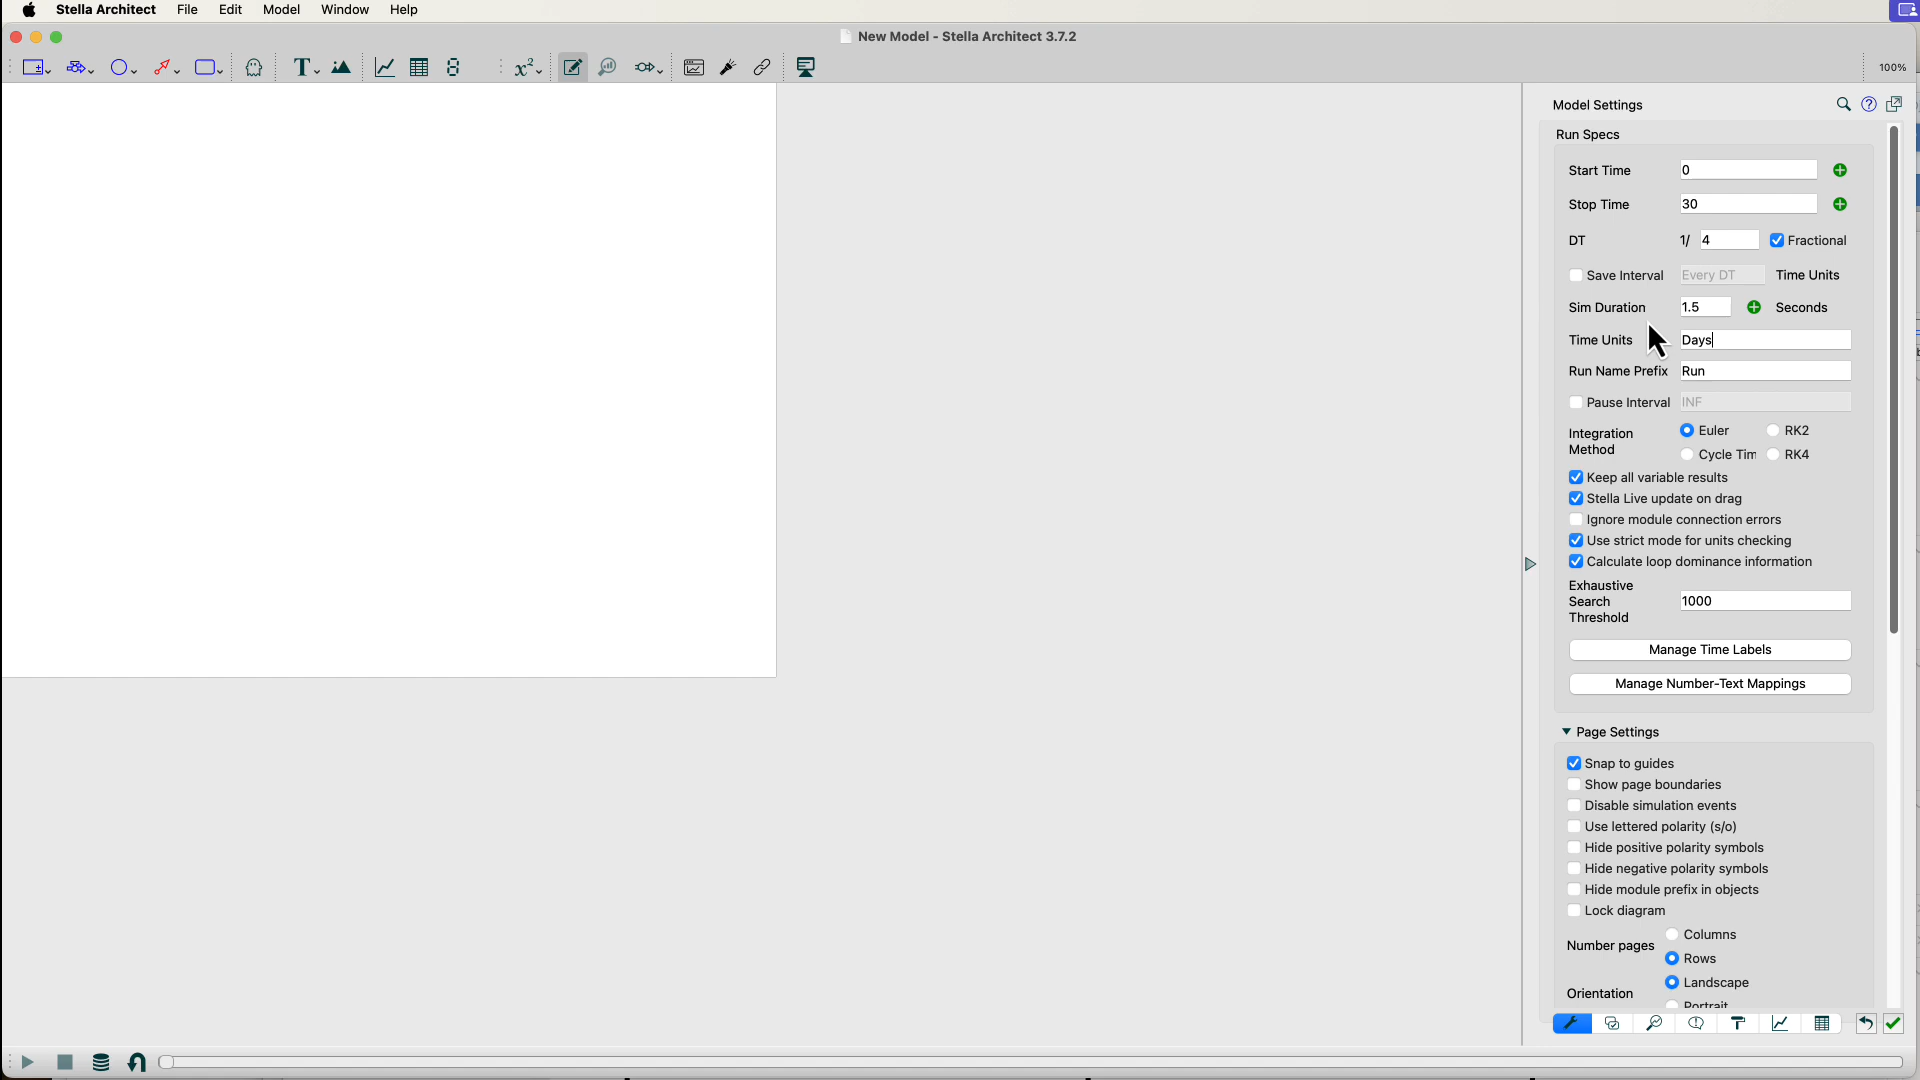 Stella Architect File Edit Model Window Help
New Model - Stella Architect 3.7.2
100%
Model Settings
Run Specs
Start Time 0
Stop Time 30
DT 1/ 4 Fractional
Save Interval Every DT Time Units
Sim Duration 1.5 Seconds
Time Units Days
Run Name Prefix Run
Pause Interval INF
Integration Method Euler RK2
Cycle Tim RK4
Keep all variable results
Stella Live update on drag
Ignore module connection errors
Use strict mode for units checking
Calculate loop dominance information
Exhaustive
Search 1000
Threshold
Manage Time Labels
Manage Number-Text Mappings
Page Settings
Snap to guides
Show page boundaries
Disable simulation events
Use lettered polarity (s/o)
Hide positive polarity symbols
Hide negative polarity symbols
Hide module prefix in objects
Lock diagram
Number pages Columns
Rows
Orientation Landscape
Portrait